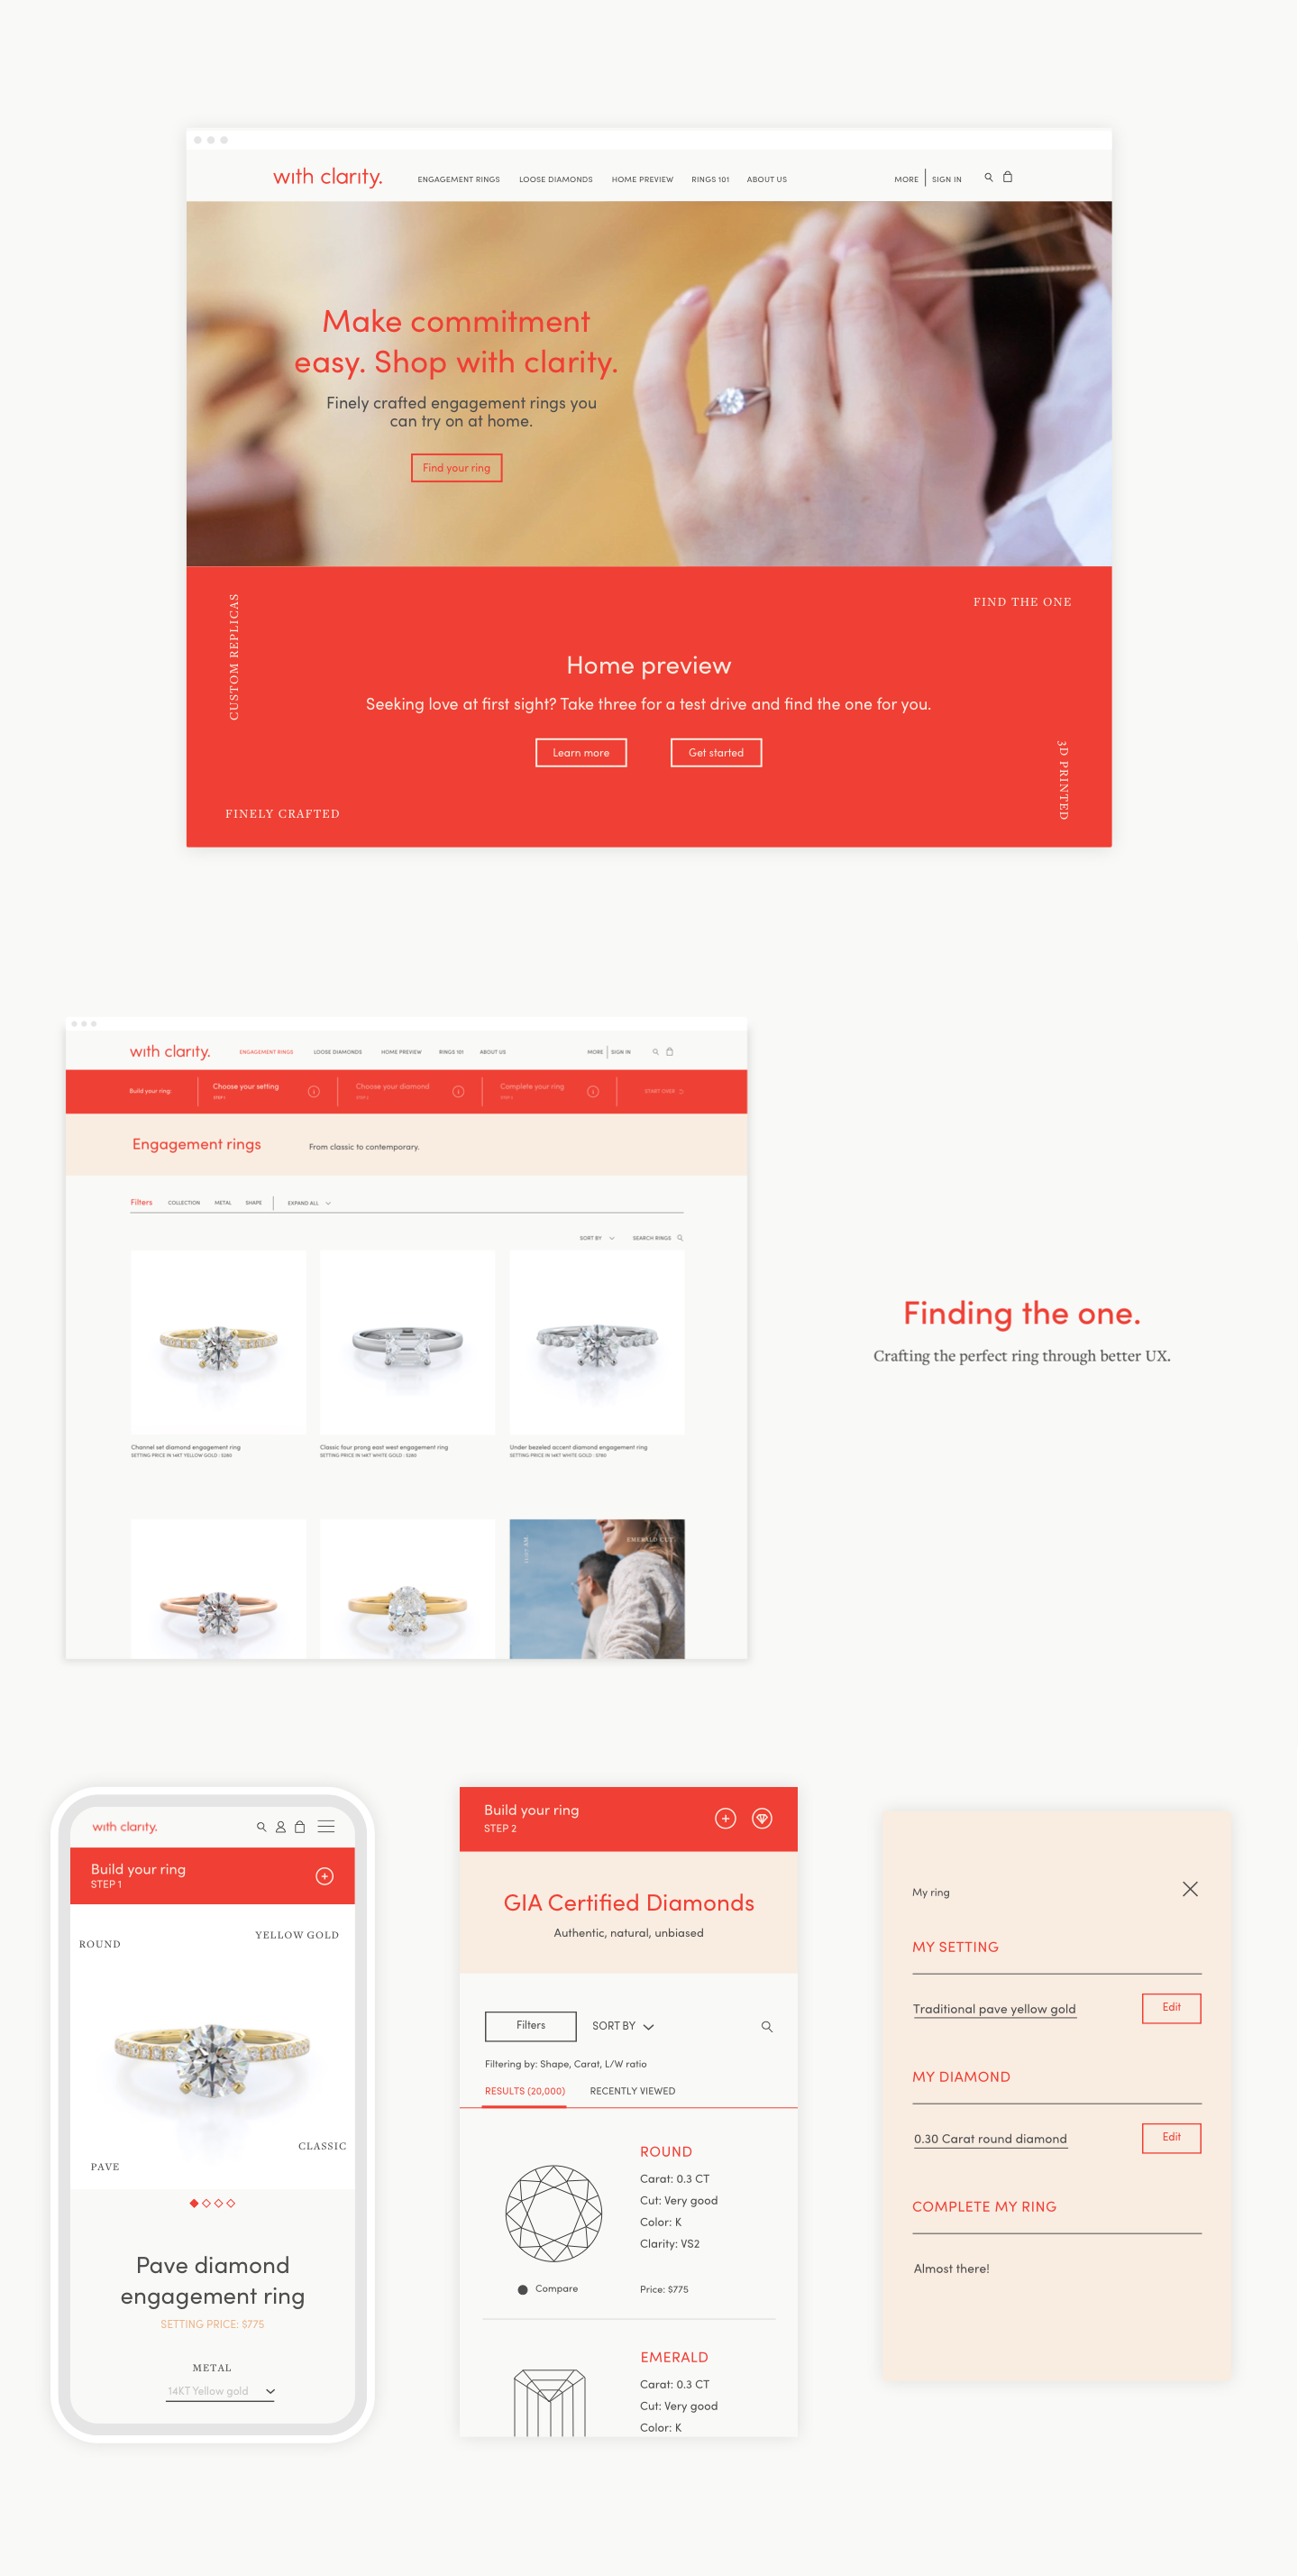 with clarity.
ENGAGEMENT RINGS
LOOSE DIAMONDS
HOME PREVIEW
RINGS 101
ABOUT US
MORE
SIGN IN
Make commitment
easy. Shop with clarity.
Finely crafted engagement rings you
can try on at home.
Find your ring
CUSTOM REPLICAS
FIND THE ONE
Home preview
Seeking love at first sight? Take three for a test drive and find the one for you.
Learn more
Get started
3D PRINTED
FINELY CRAFTED
with clarity.
ENGAGEMENT RINGS
LOOSE DIAMONDS
HOME PREVIEW
RINGS 101
ABOUT US
MORE
SIGN IN
Build your ring:
Choose your setting
STEP 1
Choose your diamond
STEP 2
Complete your ring
STEP 3
START OVER
Engagement rings
From classic to contemporary.
Filters
COLLECTION
METAL
SHAPE
EXPAND ALL
SORT BY
SEARCH RINGS
Channel set diamond engagement ring
SETTING PRICE IN 14KT YELLOW GOLD : $280
Classic four prong east west engagement ring
SETTING PRICE IN 14KT WHITE GOLD : $280
Under bezeled accent diamond engagement ring
SETTING PRICE IN 14KT WHITE GOLD : $780
EMERALD CUT
Finding the one.
Crafting the perfect ring through better UX.
with clarity.
Build your ring
STEP 1
YELLOW GOLD
ROUND
CLASSIC
PAVE
Pave diamond
engagement ring
SETTING PRICE: $775
METAL
14KT Yellow gold
Build your ring
STEP 2
GIA Certified Diamonds
Authentic, natural, unbiased
Filters
SORT BY
Filtering by: Shape, Carat, L/W ratio
RESULTS (20,000)
RECENTLY VIEWED
ROUND
Carat: 0.3 CT
Cut: Very good
Color: K
Clarity: VS2
Compare
Price: $775
EMERALD
Carat: 0.3 CT
Cut: Very good
Color: K
My ring
MY SETTING
Traditional pave yellow gold
Edit
MY DIAMOND
0.30 Carat round diamond
Edit
COMPLETE MY RING
Almost there!